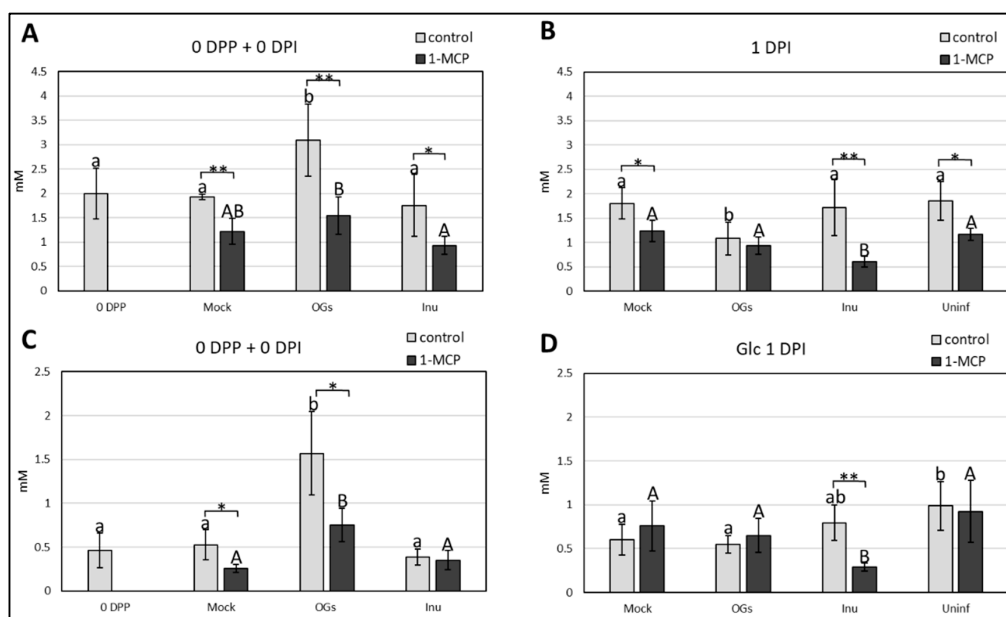 A
0 DPP + 0 DPI
control
1-MCP
4.5
4
3.5
3
2.5
2
1.5
1
0.5
0
mM
a
a
**
AB
b
**
B
a
*
A
0 DPP
Mock
OGs
Inu
B
1 DPI
control
1-MCP
4.5
4
3.5
3
2.5
2
1.5
1
0.5
0
mM
a
*
A
b
A
a
**
B
a
*
A
Mock
OGs
Inu
Uninf
C
0 DPP + 0 DPI
control
1-MCP
2.5
2
1.5
1
0.5
0
mM
a
a
*
A
b
*
B
a
A
0 DPP
Mock
OGs
Inu
D
Glc 1 DPI
control
1-MCP
2.5
2
1.5
1
0.5
0
mM
a
A
a
A
ab
**
B
b
A
Mock
OGs
Inu
Uninf